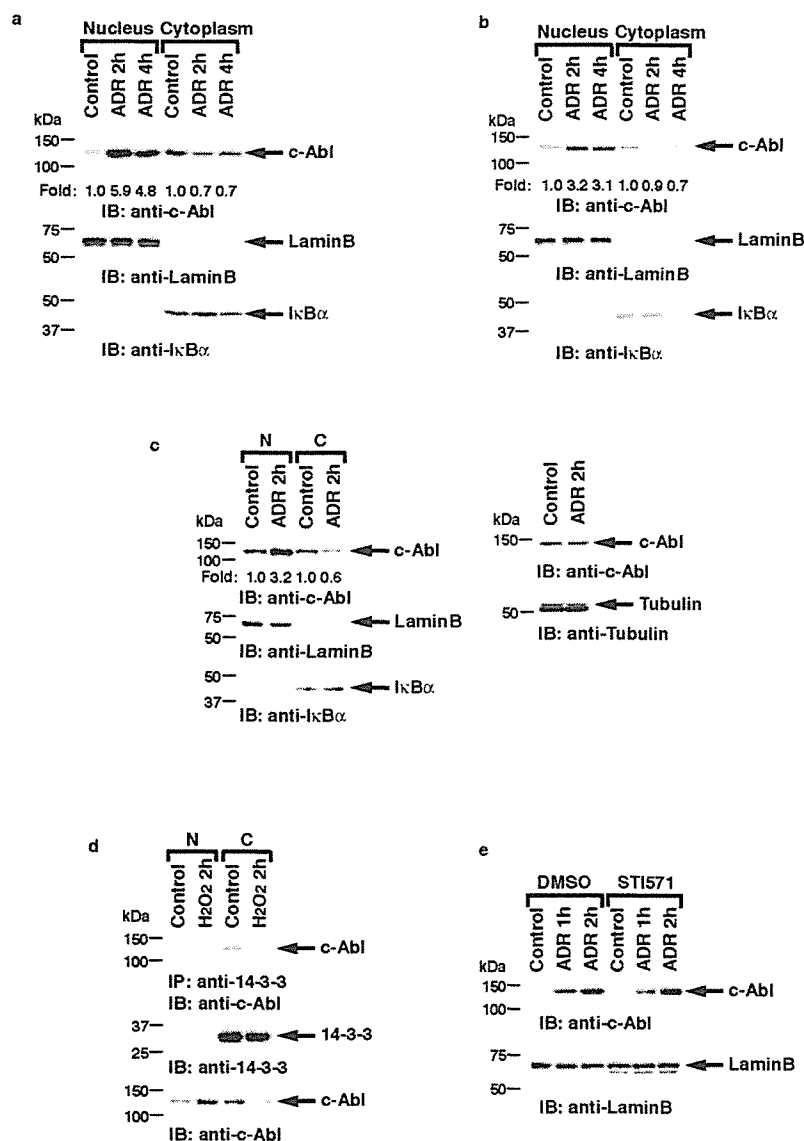 a
Nucleus Cytoplasm
Control
ADR 2h
ADR 4h
Control
ADR 2h
ADR 4h
kDa
150
100
c-Abl
Fold: 1.0 5.9 4.8 1.0 0.7 0.7
IB: anti-c-Abl
75
50
LaminB
IB: anti-LaminB
50
37
IκBα
IB: anti-IκBα
b
Nucleus Cytoplasm
Control
ADR 2h
ADR 4h
Control
ADR 2h
ADR 4h
kDa
150
100
c-Abl
Fold: 1.0 3.2 3.1 1.0 0.9 0.7
IB: anti-c-Abl
75
50
LaminB
IB: anti-LaminB
50
37
IκBα
IB: anti-IκBα
c
N C
Control
ADR 2h
Control
ADR 2h
kDa
150
100
c-Abl
Fold: 1.0 3.2 1.0 0.6
IB: anti-c-Abl
75
50
LaminB
IB: anti-LaminB
50
37
IκBα
IB: anti-IκBα
Control
ADR 2h
kDa
150
c-Abl
IB: anti-c-Abl
50
Tubulin
IB: anti-Tubulin
d
N C
Control
H2O2 2h
Control
H2O2 2h
kDa
150
100
c-Abl
IP: anti-14-3-3
IB: anti-c-Abl
37
25
14-3-3
IB: anti-14-3-3
150
100
c-Abl
IB: anti-c-Abl
e
DMSO STI571
Control
ADR 1h
ADR 2h
Control
ADR 1h
ADR 2h
kDa
150
100
c-Abl
IB: anti-c-Abl
75
50
LaminB
IB: anti-LaminB